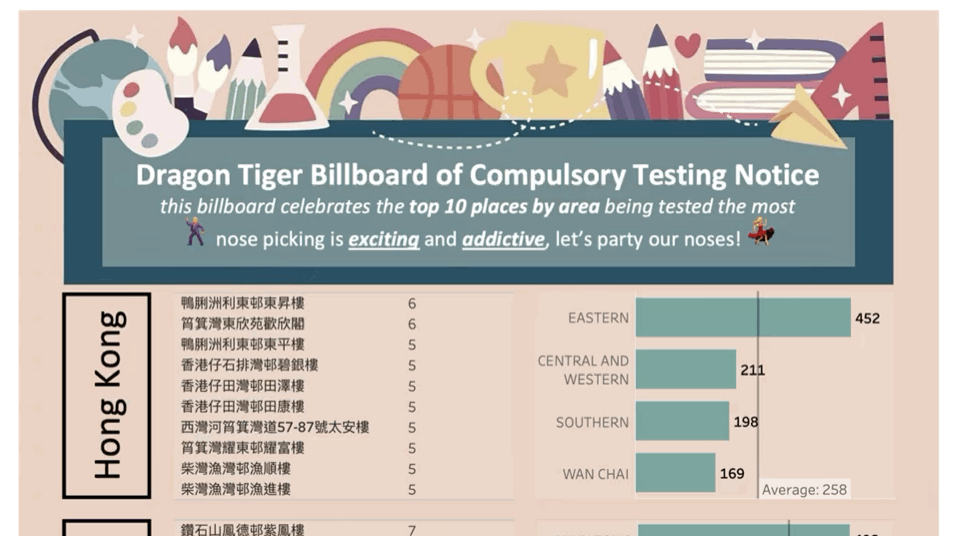 Dragon Tiger Billboard of Compulsory Testing Notice
this billboard celebrates the top 10 places by area being tested the most
nose picking is exciting and addictive, let's party our noses!
Hong Kong
鴨脷洲利東邨東昇樓 6
筲箕灣東欣苑歡欣閣 6
鴨脷洲利東邨東平樓 5
香港仔石排灣邨碧銀樓 5
香港仔田灣邨田澤樓 5
香港仔田灣邨田康樓 5
西灣河筲箕灣道57-87號太安樓 5
筲箕灣耀東邨耀富樓 5
柴灣漁灣邨漁順樓 5
柴灣漁灣邨漁進樓 5
EASTERN 452
CENTRAL AND
WESTERN 211
SOUTHERN 198
WAN CHAI 169
Average: 258
鑽石山鳳德邨紫鳳樓 7